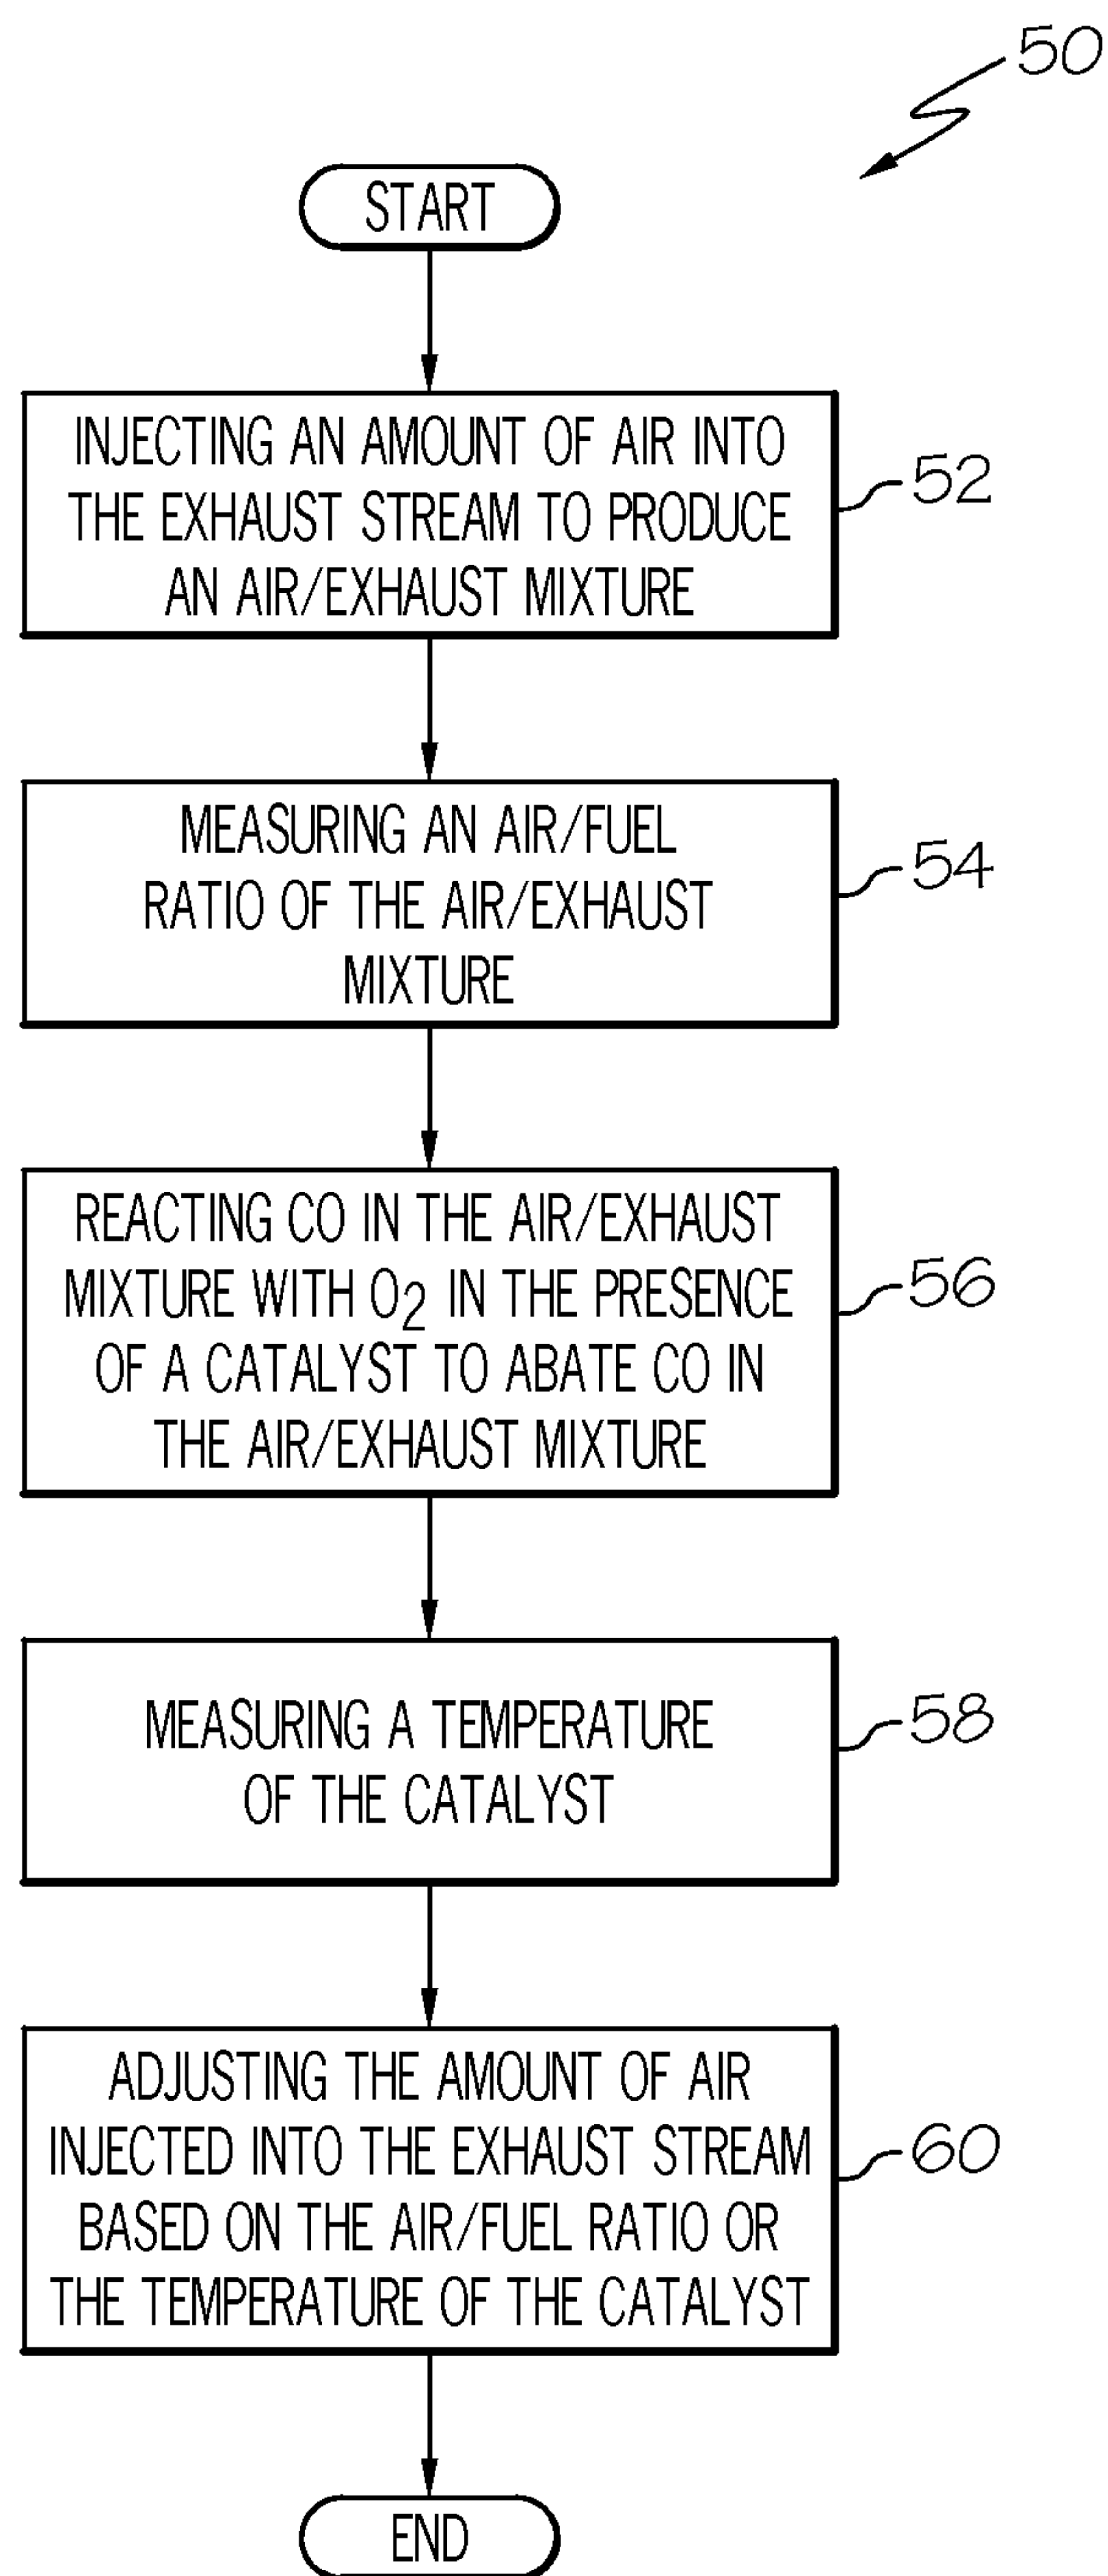 50
START
INJECTING AN AMOUNT OF AIR INTO
THE EXHAUST STREAM TO PRODUCE
AN AIR/EXHAUST MIXTURE
52
MEASURING AN AIR/FUEL
RATIO OF THE AIR/EXHAUST
MIXTURE
54
REACTING CO IN THE AIR/EXHAUST
MIXTURE WITH O2 IN THE PRESENCE
OF A CATALYST TO ABATE CO IN
THE AIR/EXHAUST MIXTURE
56
MEASURING A TEMPERATURE
OF THE CATALYST
58
ADJUSTING THE AMOUNT OF AIR
INJECTED INTO THE EXHAUST STREAM
BASED ON THE AIR/FUEL RATIO OR
THE TEMPERATURE OF THE CATALYST
60
END